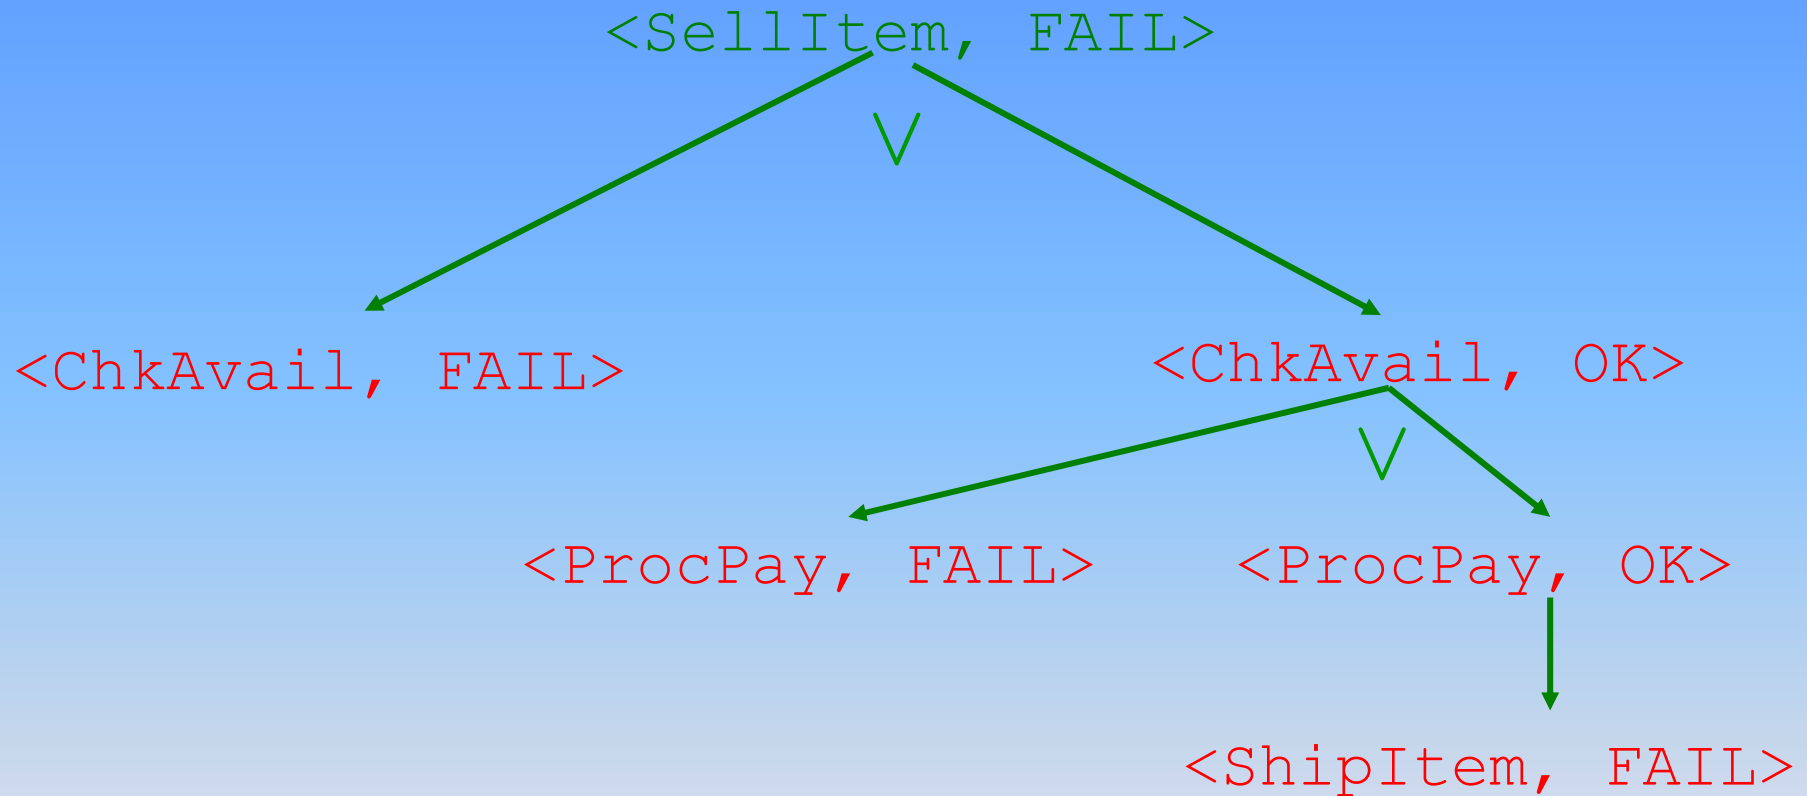 <SellItem, FAIL>
∨
<ChkAvail, FAIL> <ChkAvail, OK>
∨
<ProcPay, FAIL> <ProcPay, OK>
<ShipItem, FAIL>